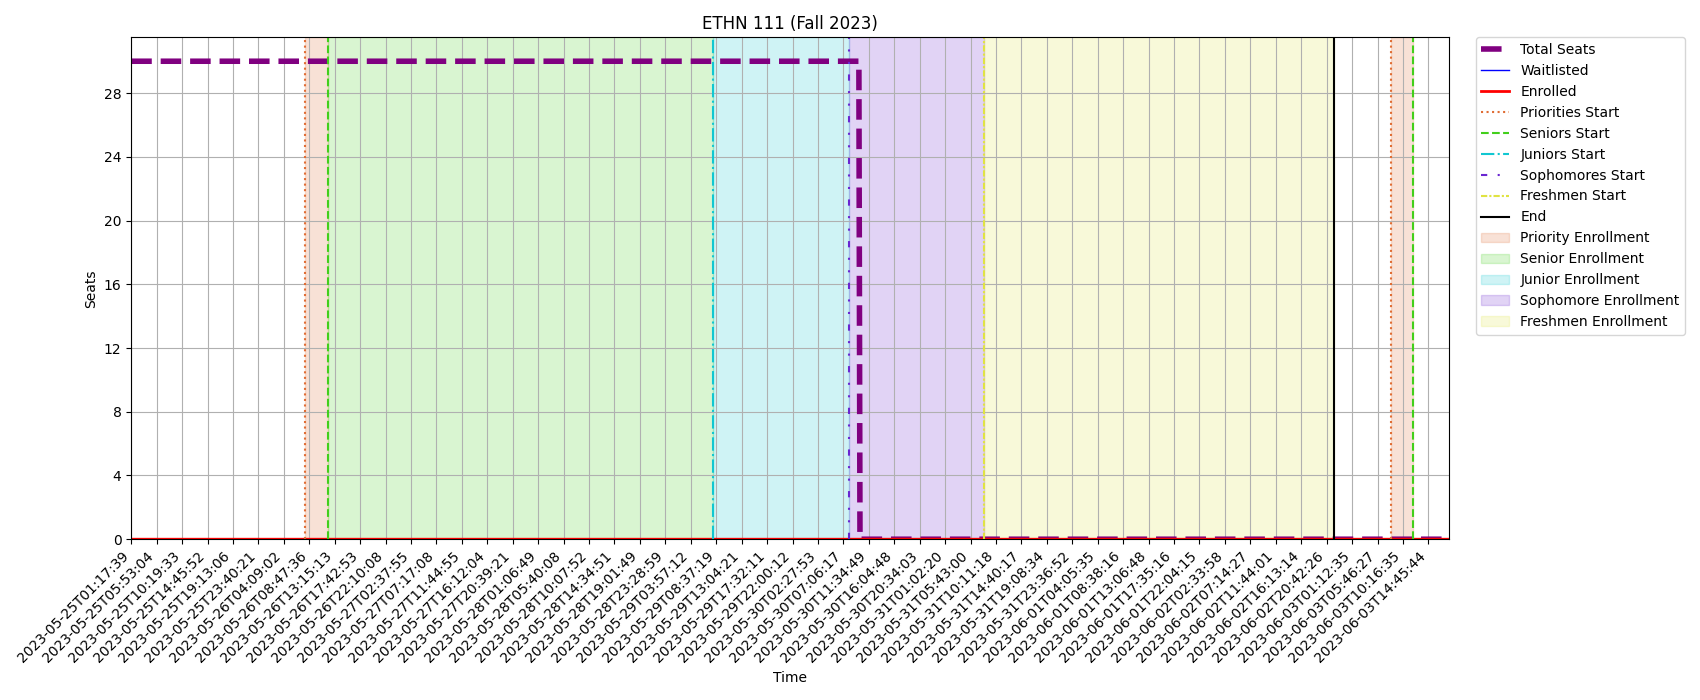 ETHN 111 (Fall 2023)
Seats
28
24
20
16
12
8
4
0
2023-05-25T01:17:39
2023-05-25T05:53:04
2023-05-25T10:19:33
2023-05-25T14:45:52
2023-05-25T19:13:06
2023-05-25T23:40:21
2023-05-26T04:09:02
2023-05-26T08:47:36
2023-05-26T13:15:13
2023-05-26T17:42:53
2023-05-26T22:10:08
2023-05-27T02:37:55
2023-05-27T07:17:08
2023-05-27T11:44:55
2023-05-27T16:12:04
2023-05-27T20:39:21
2023-05-28T01:06:49
2023-05-28T05:40:08
2023-05-28T10:07:52
2023-05-28T14:34:51
2023-05-28T19:01:49
2023-05-28T23:28:59
2023-05-29T03:57:12
2023-05-29T08:37:19
2023-05-29T13:04:21
2023-05-29T17:32:11
2023-05-29T22:00:12
2023-05-30T02:27:53
2023-05-30T07:06:17
2023-05-30T11:34:49
2023-05-30T16:04:48
2023-05-30T20:34:03
2023-05-31T01:02:20
2023-05-31T05:43:00
2023-05-31T10:11:18
2023-05-31T14:40:17
2023-05-31T19:08:34
2023-05-31T23:36:52
2023-06-01T04:05:35
2023-06-01T08:38:16
2023-06-01T13:06:48
2023-06-01T17:35:16
2023-06-01T22:04:15
2023-06-02T02:33:58
2023-06-02T07:14:27
2023-06-02T11:44:01
2023-06-02T16:13:14
2023-06-02T20:42:26
2023-06-03T01:12:35
2023-06-03T05:46:27
2023-06-03T10:16:35
2023-06-03T14:45:44
Time
Total Seats
Waitlisted
Enrolled
Priorities Start
Seniors Start
Juniors Start
Sophomores Start
Freshmen Start
End
Priority Enrollment
Senior Enrollment
Junior Enrollment
Sophomore Enrollment
Freshmen Enrollment